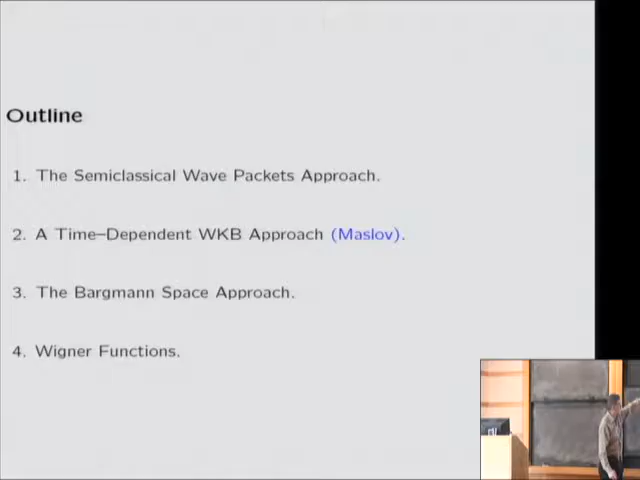 Outline
1. The Semiclassical Wave Packets Approach.
2. A Time–Dependent WKB Approach (Maslov).
3. The Bargmann Space Approach.
4. Wigner Functions.